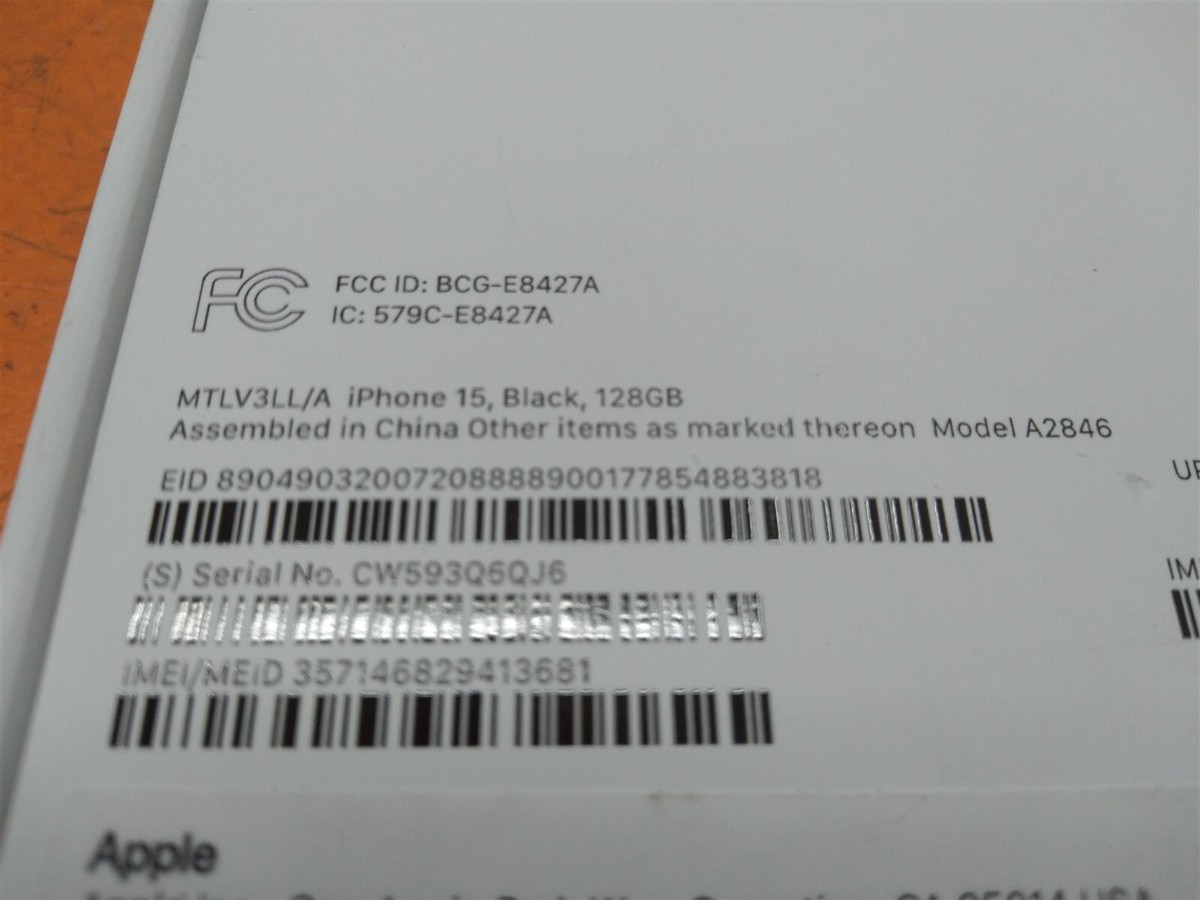 FC
FCC ID: BCG-E8427A
IC: 579C-E8427A
MTLV3LL/A iPhone 15, Black, 128GB
Assembled in China Other items as marked thereon Model A2846
EID 89049032007208888900177854883818
(S) Serial No. CW593Q6QJ6
IMEI/MEID 357146829413681
Apple